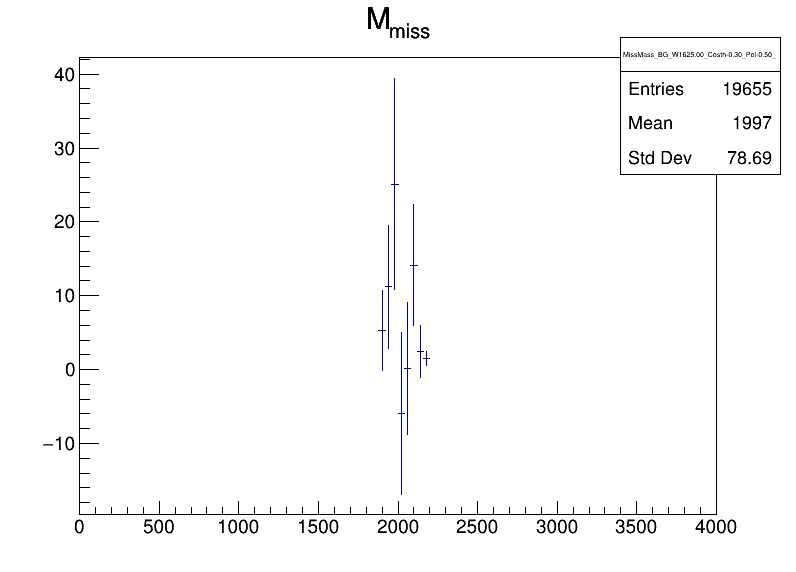 M_miss
MissMass_BG_W1625.00_Costh-0.30_Pol-0.50_
Entries 19655
Mean 1997
Std Dev 78.69
40
30
20
10
0
−10
0 500 1000 1500 2000 2500 3000 3500 4000